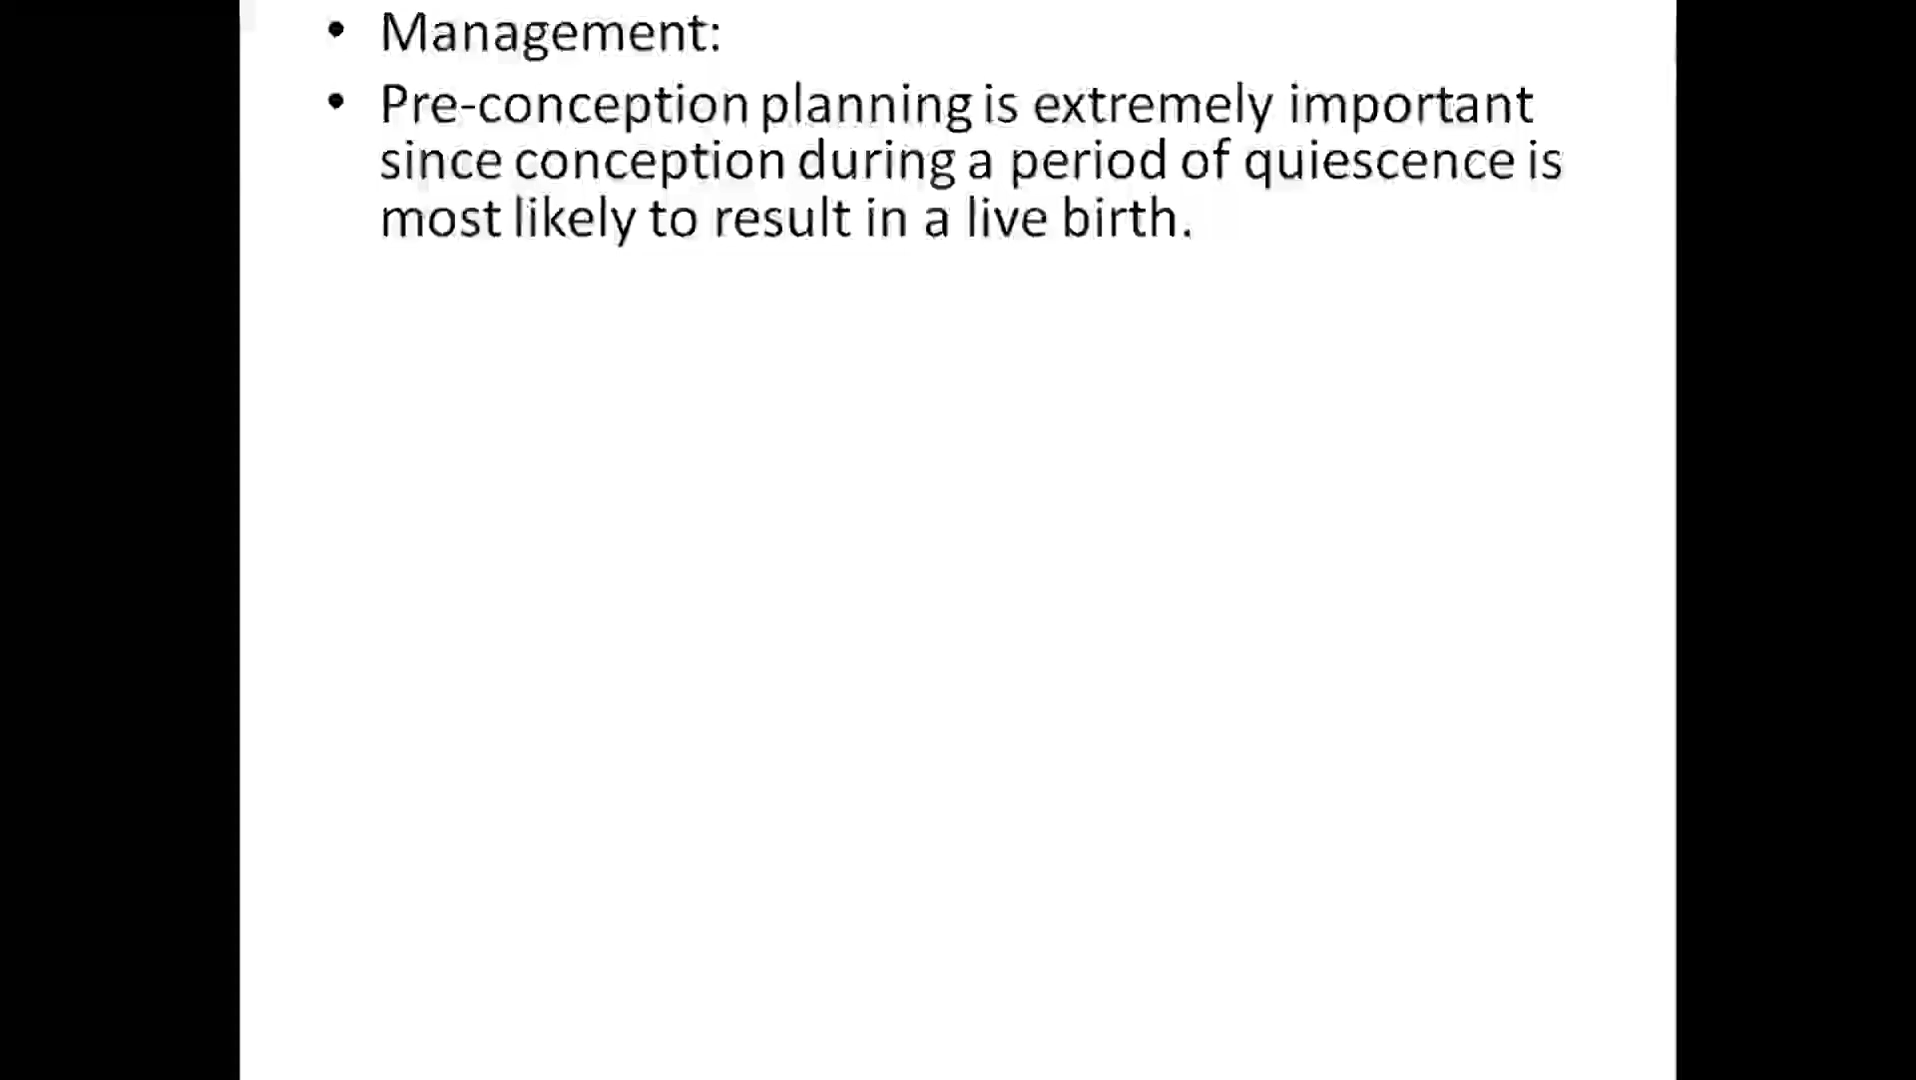 • Management:
• Pre-conception planning is extremely important
since conception during a period of quiescence is
most likely to result in a live birth.